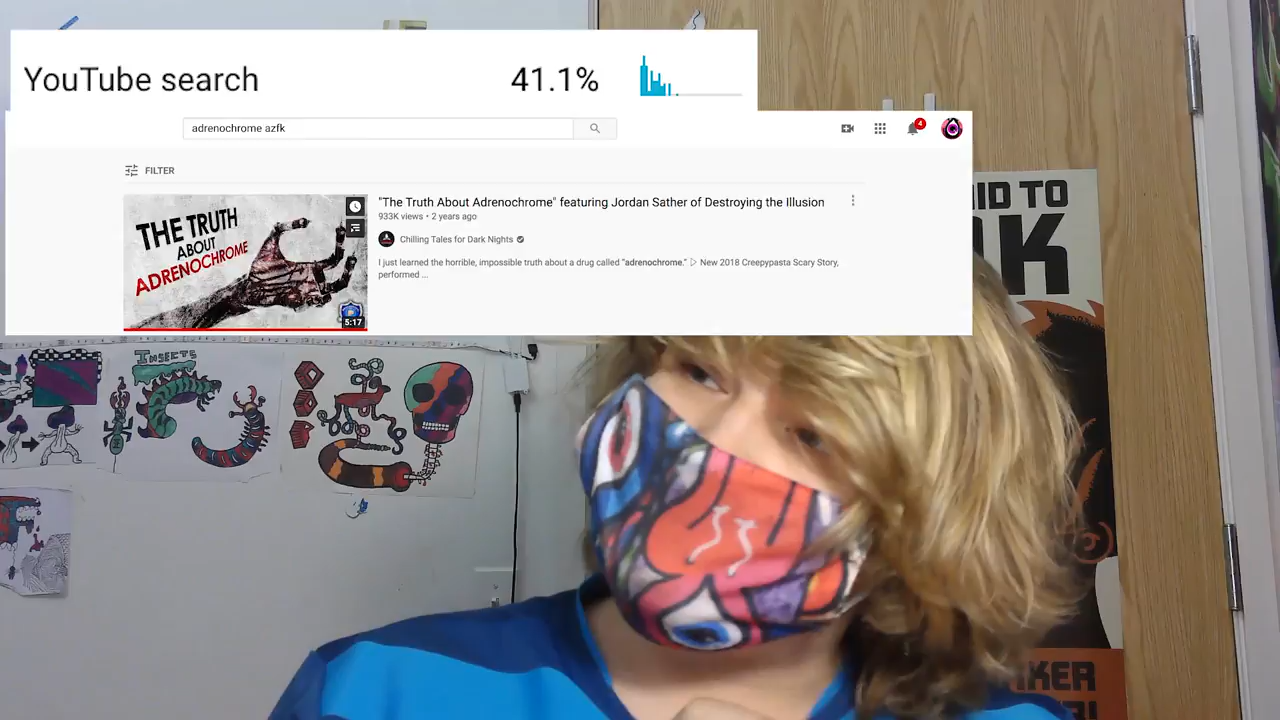 YouTube search 41.1%
adrenochrome azfk
4
FILTER
THE TRUTH
ABOUT
ADRENOCHROME
5:17
"The Truth About Adrenochrome" featuring Jordan Sather of Destroying the Illusion
933K views • 2 years ago
Chilling Tales for Dark Nights
I just learned the horrible, impossible truth about a drug called "adrenochrome." ▷ New 2018 Creepypasta Scary Story,
performed ...
INSECTS
ID TO
K
KER